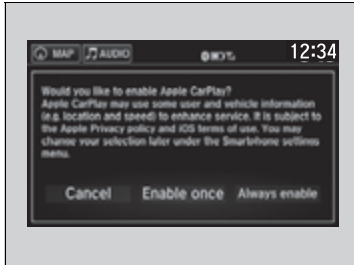 MAP AUDIO 12:34
Would you like to enable Apple CarPlay?
Apple CarPlay may use some user and vehicle information
(e.g. location and speed) to enhance service. It is subject to
the Apple Privacy policy and iOS terms of use. You may
change your selection later under the Smartphone settings
menu.
Cancel Enable once Always enable